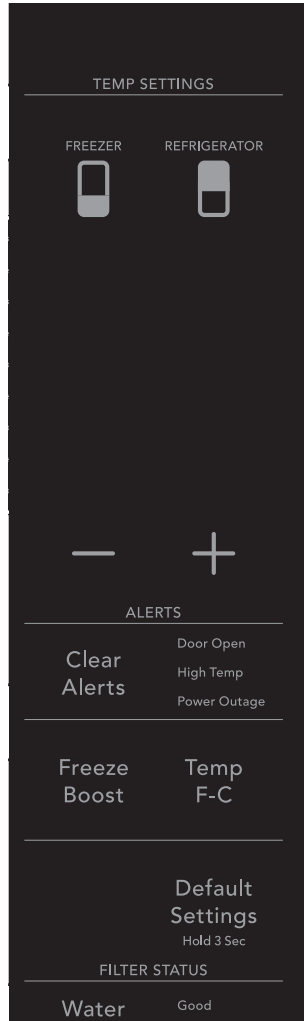 TEMP SETTINGS
FREEZER REFRIGERATOR
− +
ALERTS
Clear
Alerts
Door Open
High Temp
Power Outage
Freeze
Boost
Temp
F-C
Default
Settings
Hold 3 Sec
FILTER STATUS
Water Good